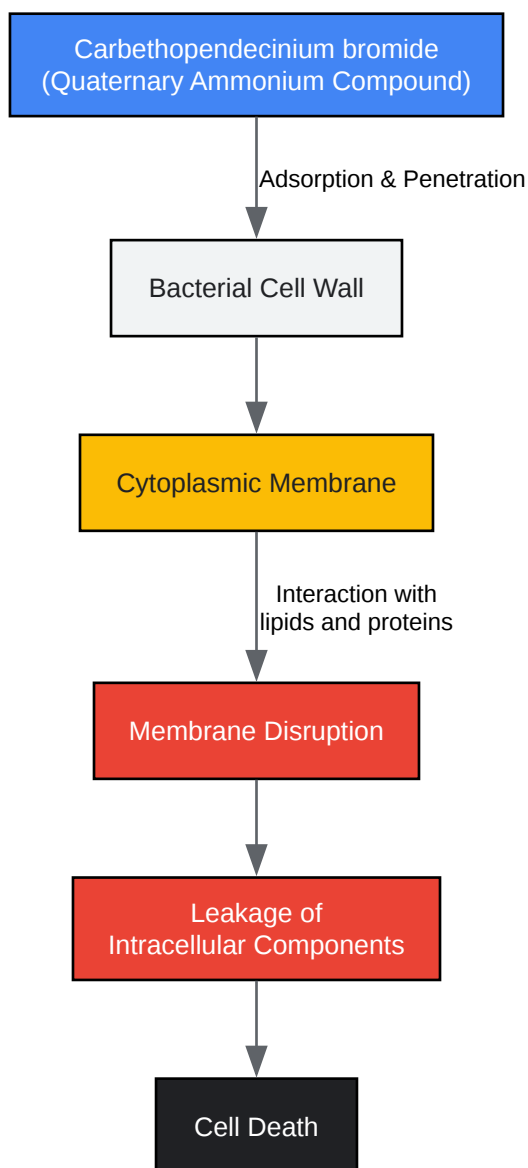 Carbethopendecinium bromide
(Quaternary Ammonium Compound)
Adsorption & Penetration
Bacterial Cell Wall
Cytoplasmic Membrane
Interaction with
lipids and proteins
Membrane Disruption
Leakage of
Intracellular Components
Cell Death